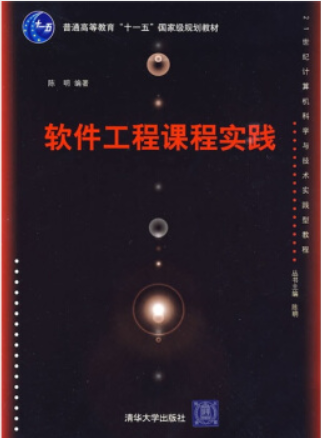 十一五
普通高等教育“十一五”国家级规划教材
陈 明 编著
软件工程课程实践
21世纪计算机科学与技术实践型教程
丛书主编 陈明
清华大学出版社